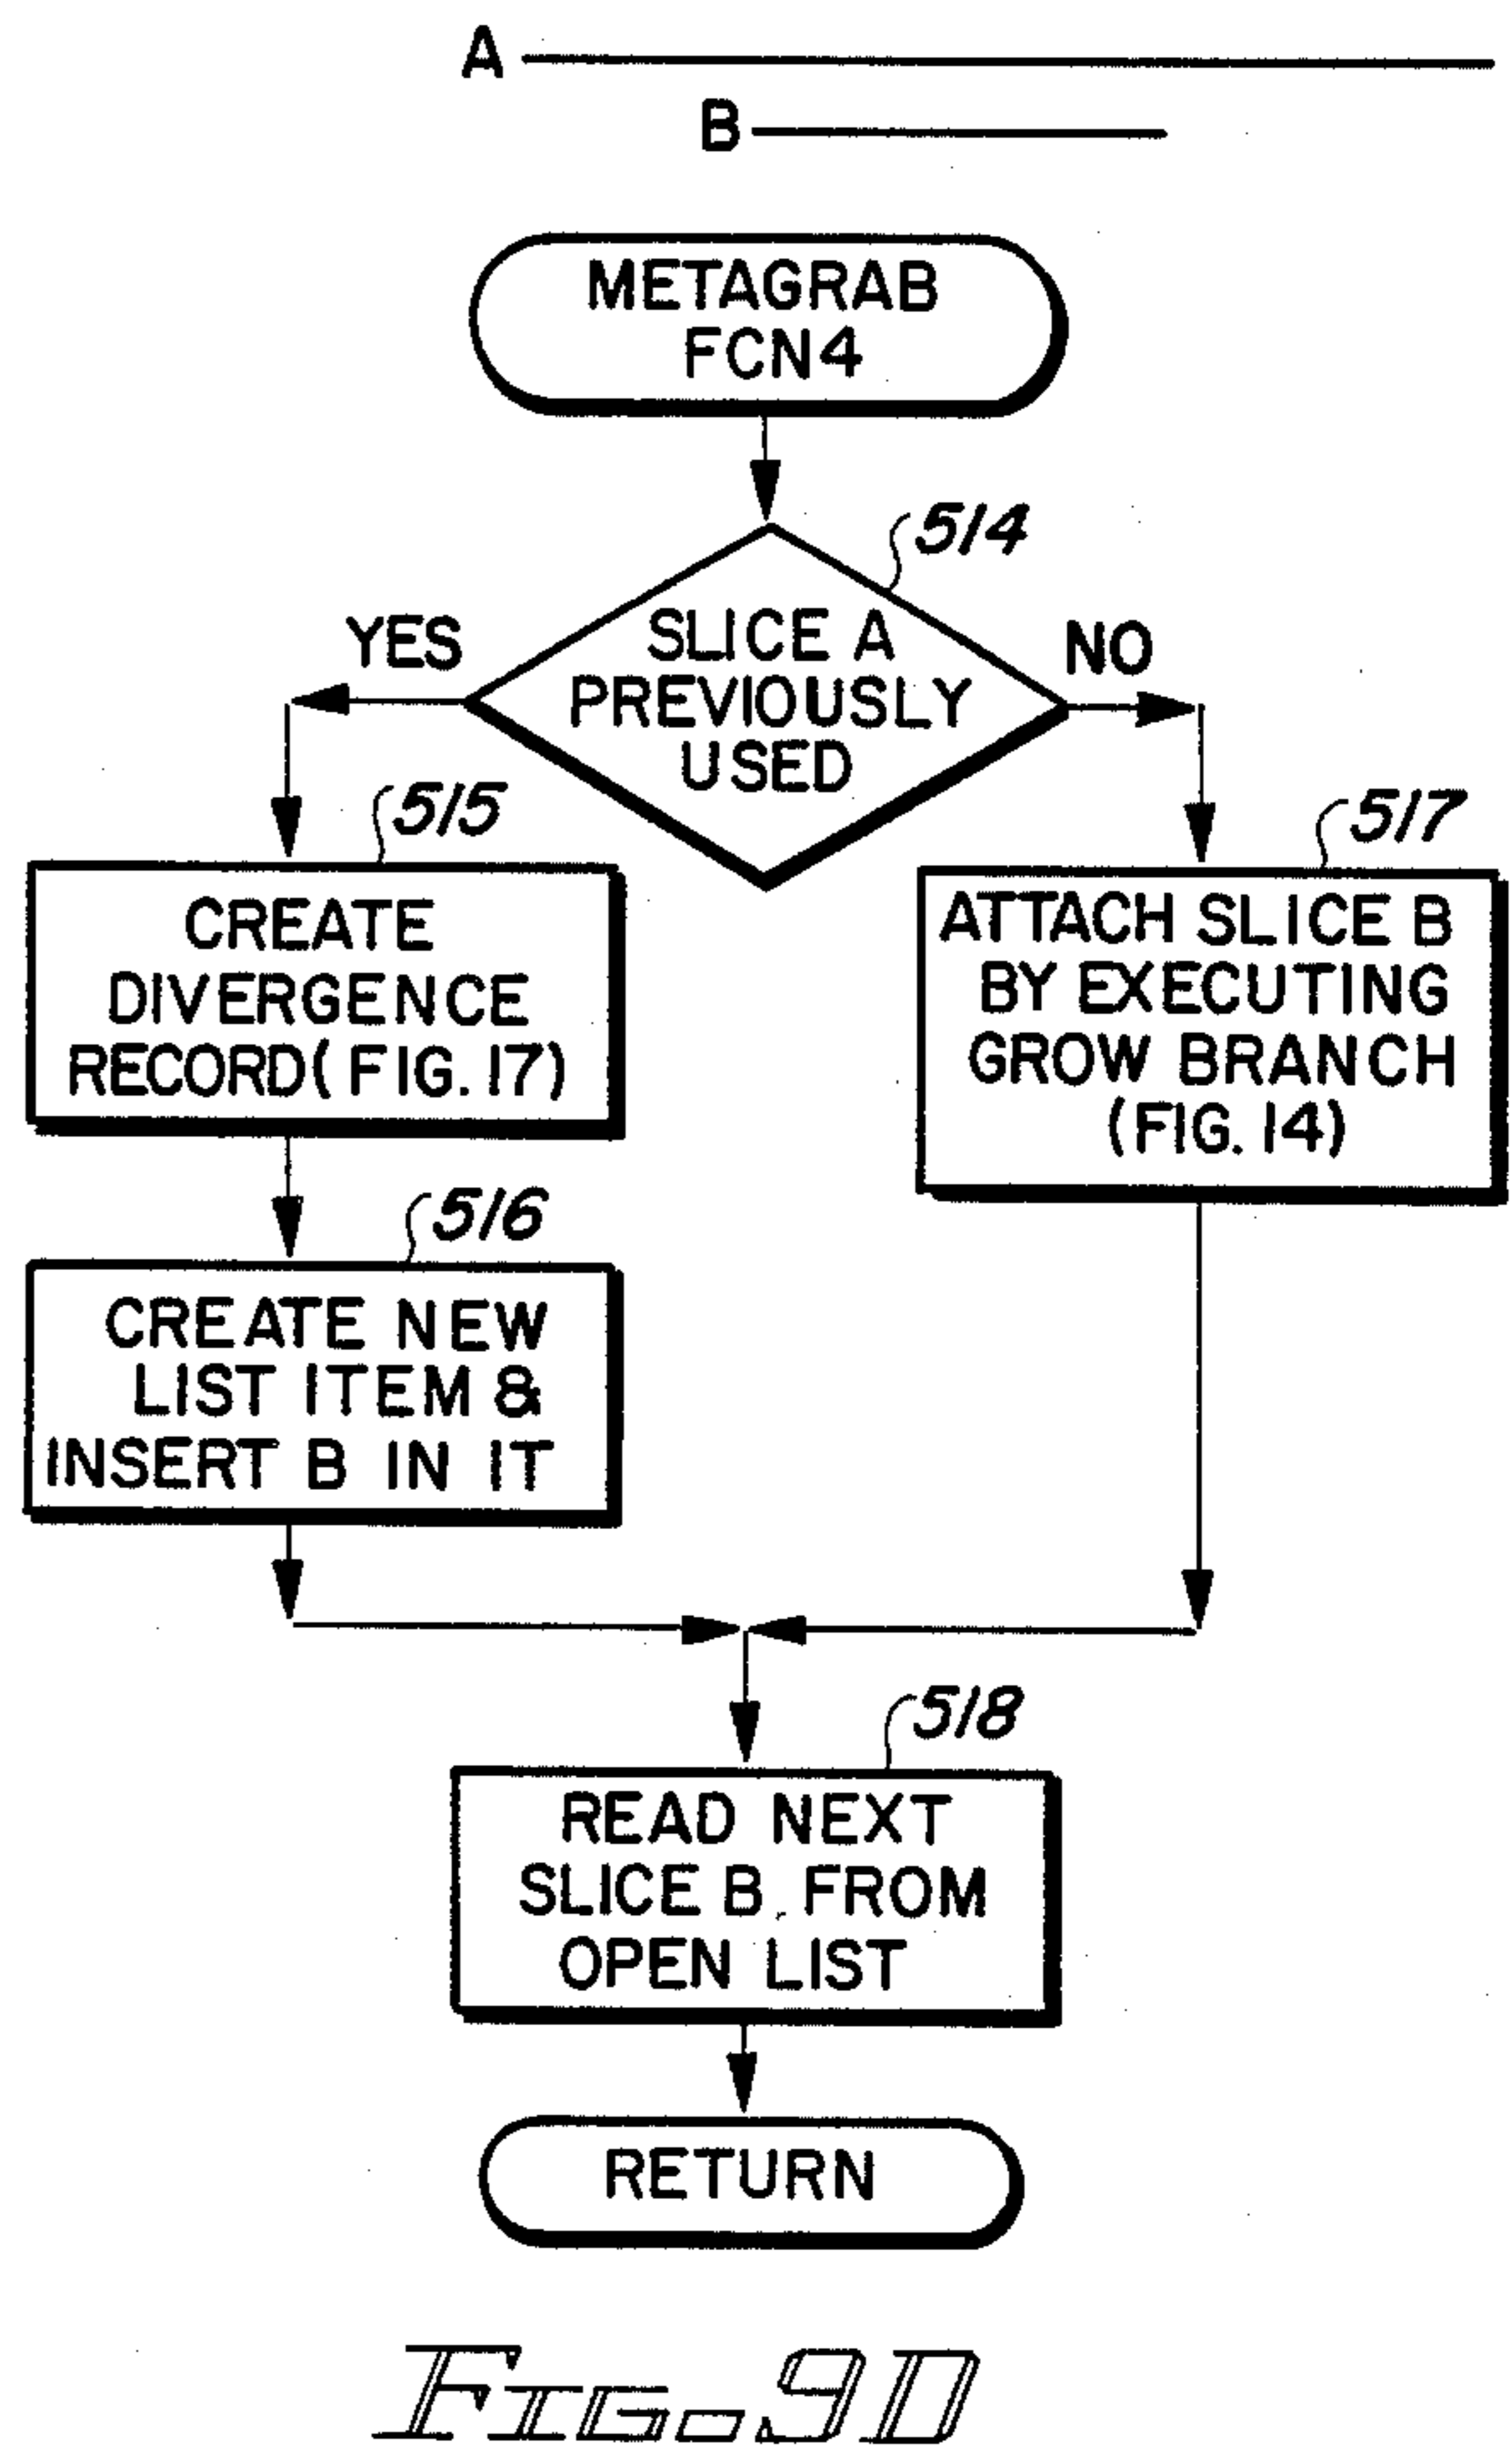 A
B
METAGRAB
FCN4
514
YES
SLICE A
PREVIOUSLY
USED
NO
515
CREATE
DIVERGENCE
RECORD(FIG. 17)
517
ATTACH SLICE B
BY EXECUTING
GROW BRANCH
(FIG. 14)
516
CREATE NEW
LIST ITEM &
INSERT B IN IT
518
READ NEXT
SLICE B FROM
OPEN LIST
RETURN
FIG. 9D